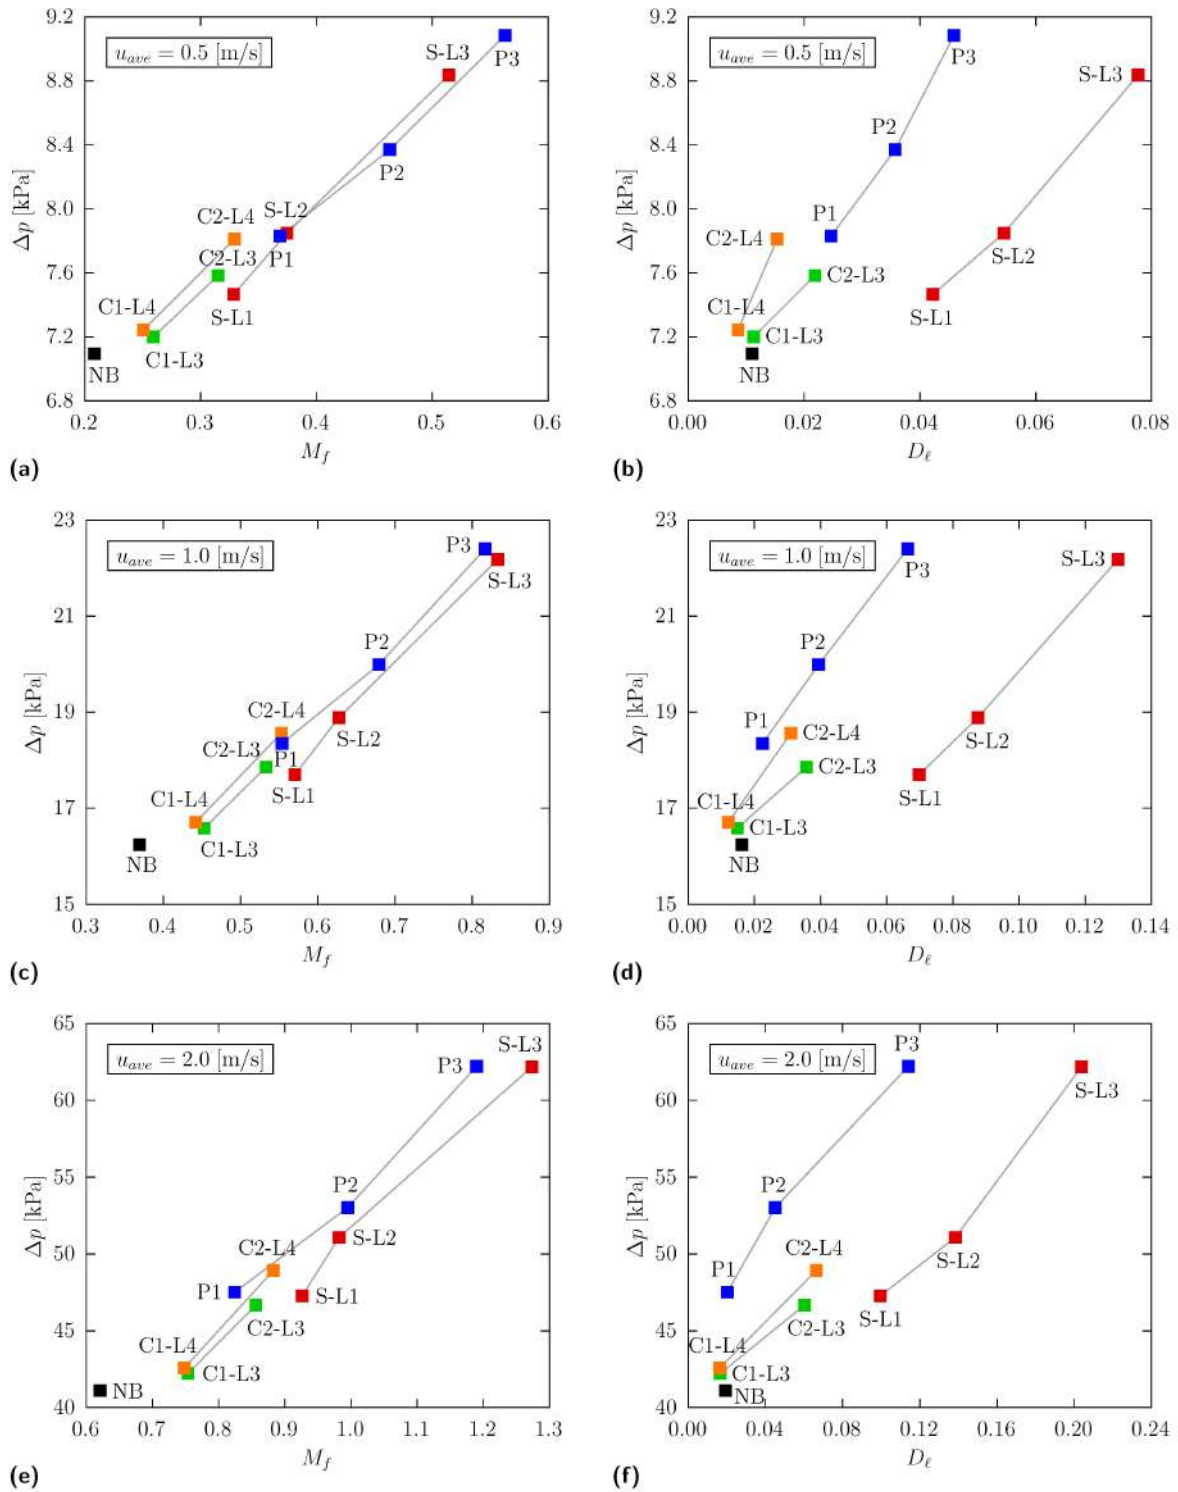 9.2
8.8
8.4
8.0
7.6
7.2
6.8
Δp [kPa]
u_ave = 0.5 [m/s]
S-L3
P3
P2
S-L2
P1
C2-L4
C2-L3
S-L1
C1-L4
C1-L3
NB
0.2 0.3 0.4 0.5 0.6
M_f
(a)
9.2
8.8
8.4
8.0
7.6
7.2
6.8
Δp [kPa]
u_ave = 0.5 [m/s]
P3
S-L3
P2
P1
C2-L4
S-L2
C2-L3
C1-L4
S-L1
C1-L3
NB
0.00 0.02 0.04 0.06 0.08
D_ℓ
(b)
23
21
19
17
15
Δp [kPa]
u_ave = 1.0 [m/s]
P3
S-L3
P2
C2-L4
S-L2
C2-L3
P1
S-L1
C1-L4
C1-L3
NB
0.3 0.4 0.5 0.6 0.7 0.8 0.9
M_f
(c)
23
21
19
17
15
Δp [kPa]
u_ave = 1.0 [m/s]
S-L3
P3
P2
P1
C2-L4
S-L2
C2-L3
S-L1
C1-L4
C1-L3
NB
0.00 0.02 0.04 0.06 0.08 0.10 0.12 0.14
D_ℓ
(d)
65
60
55
50
45
40
Δp [kPa]
u_ave = 2.0 [m/s]
S-L3
P3
P2
C2-L4
S-L2
P1
S-L1
C2-L3
C1-L4
C1-L3
NB
0.6 0.7 0.8 0.9 1.0 1.1 1.2 1.3
M_f
(e)
65
60
55
50
45
40
Δp [kPa]
u_ave = 2.0 [m/s]
P3
S-L3
P2
P1
C2-L4
S-L2
C2-L3
S-L1
C1-L4
C1-L3
NB
0.00 0.04 0.08 0.12 0.16 0.20 0.24
D_ℓ
(f)